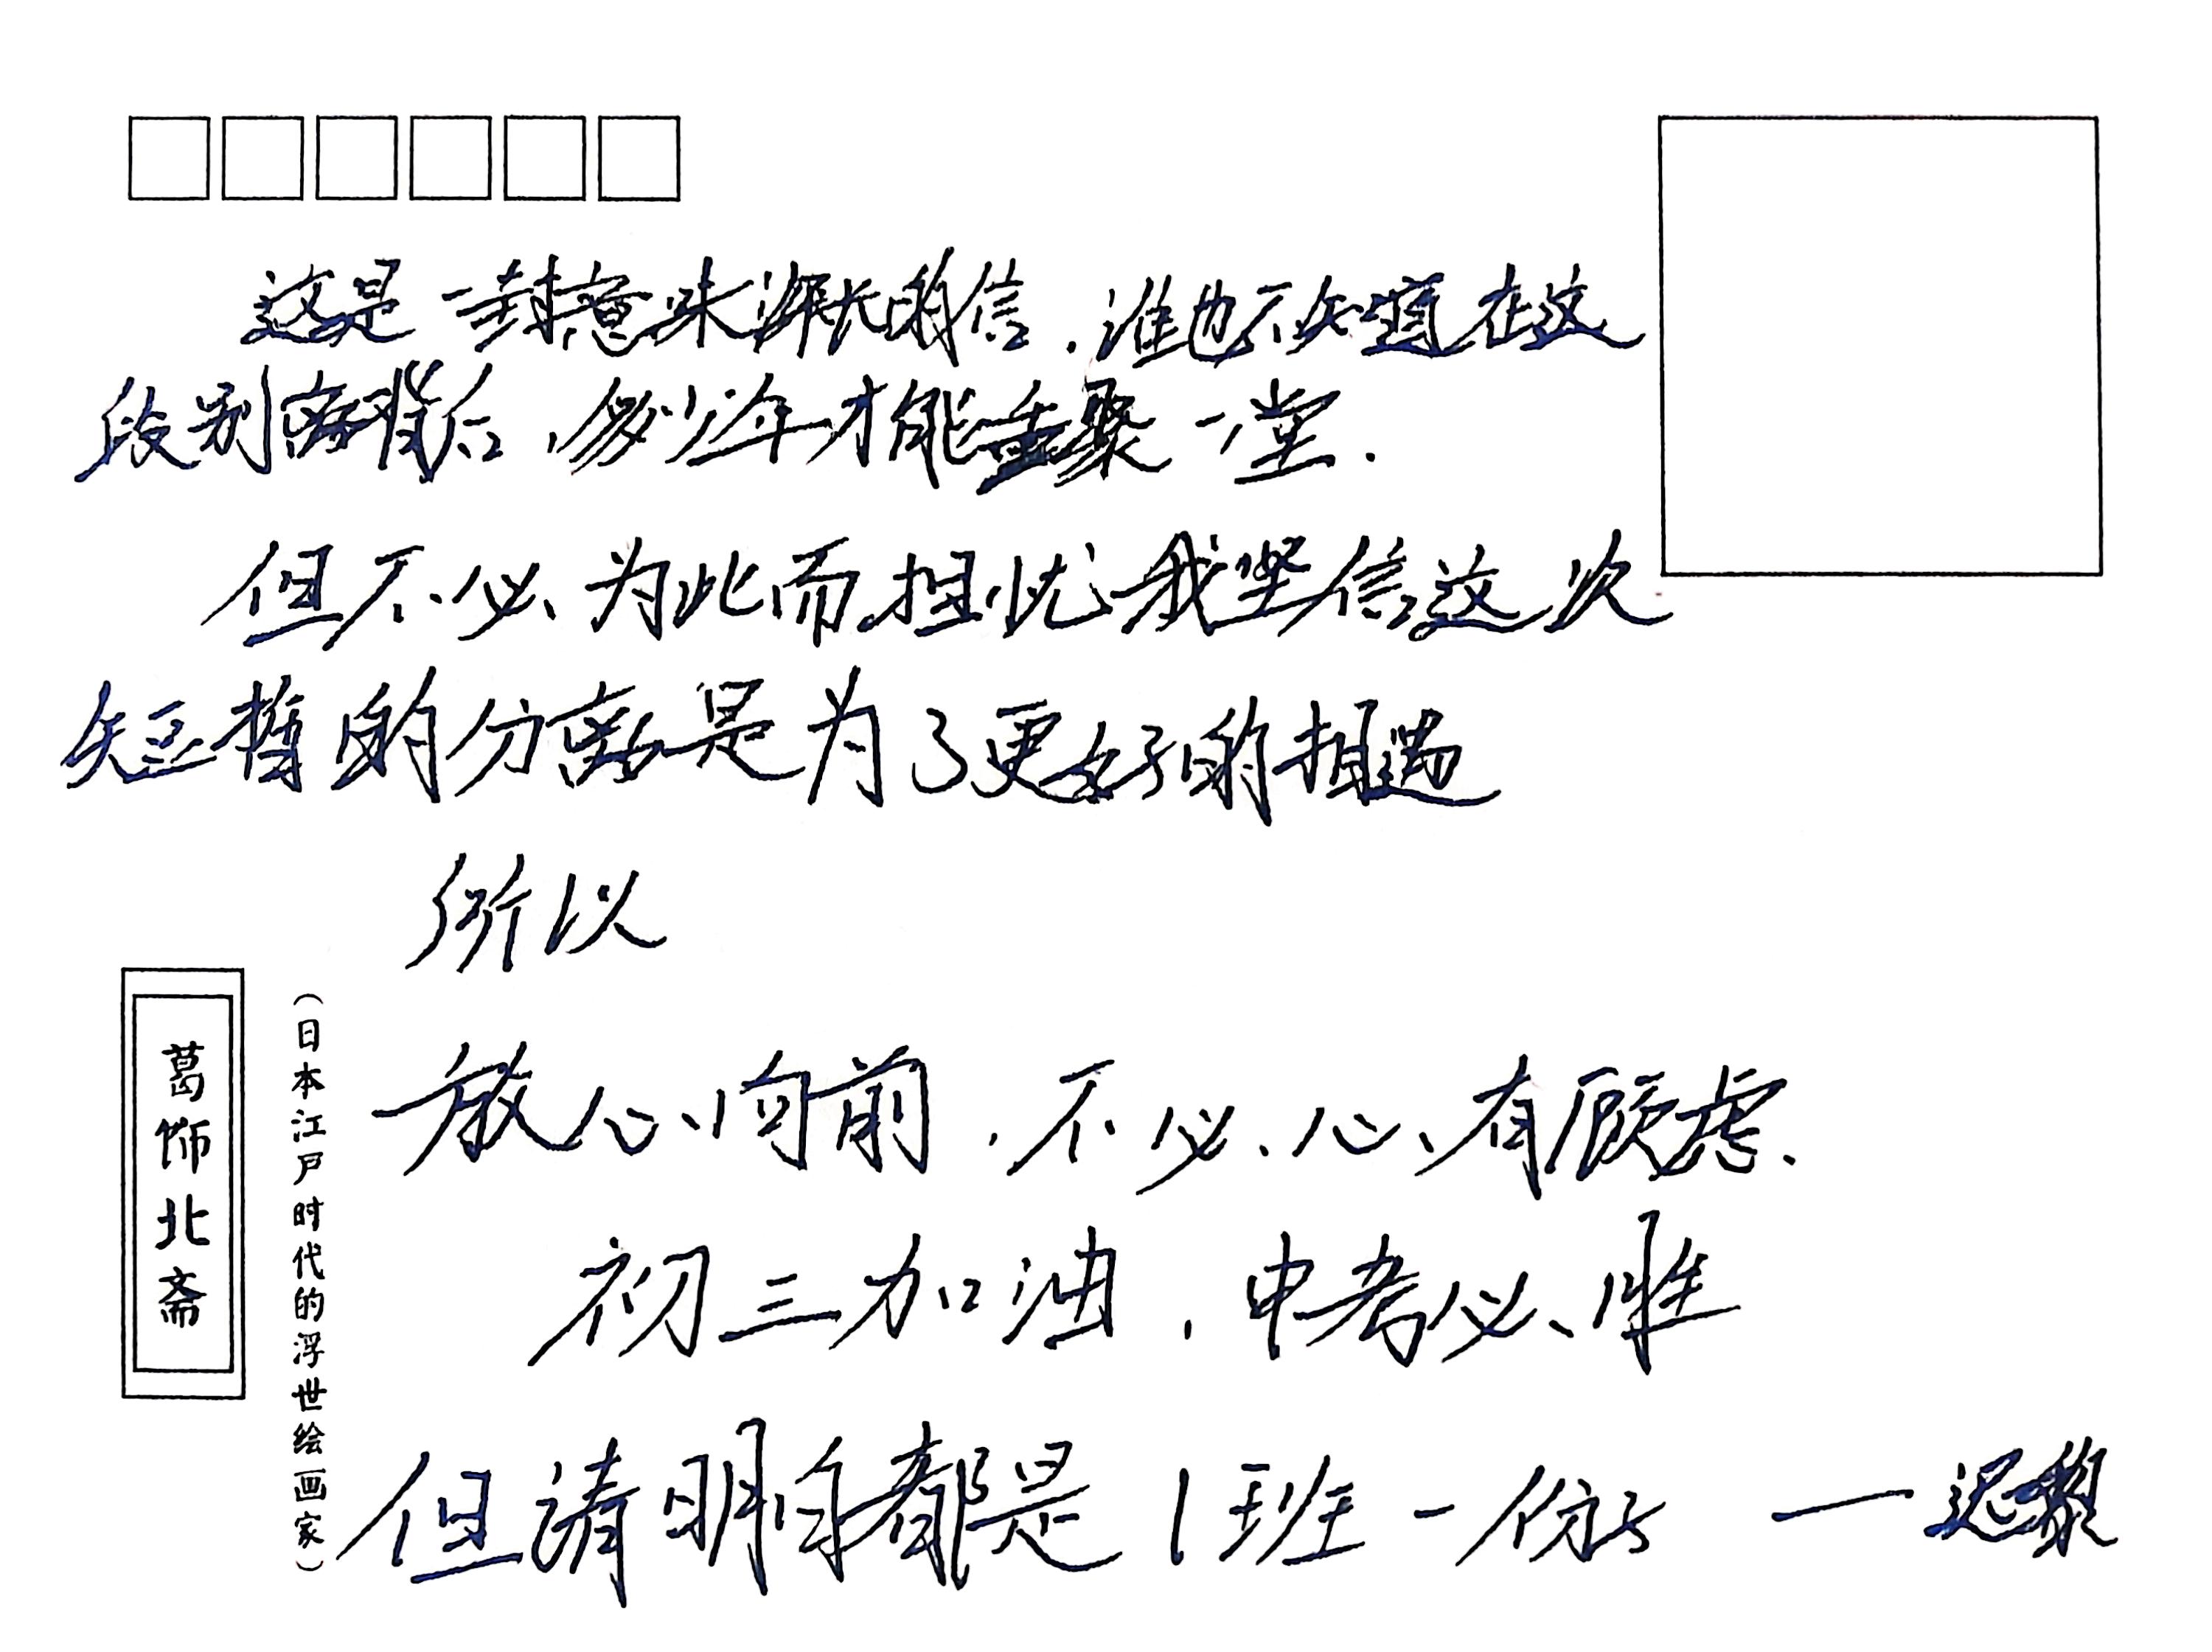 这是一封意味深长的信,谁也不知道在这
段别离背后,多少年才能重聚一堂.
但不必为此而担忧我坚信这次
短暂的分离是为了更好的相遇
所以
放心向前,不必心有顾虑.
初三加油,中考必胜
但请明白都是1班一份子 ——
葛饰北斋
(日本江户时代的浮世绘画家)